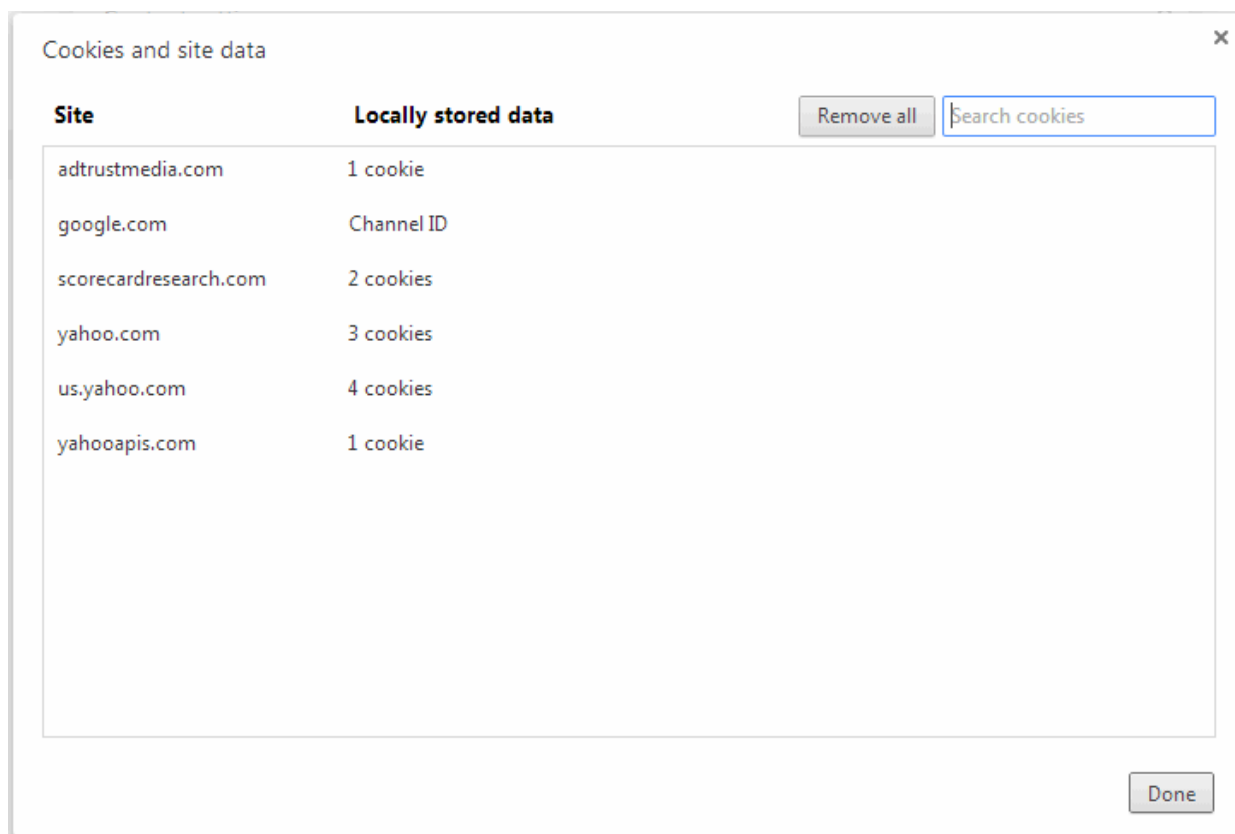 Cookies and site data
Site Locally stored data Remove all Search cookies
adtrustmedia.com 1 cookie
google.com Channel ID
scorecardresearch.com 2 cookies
yahoo.com 3 cookies
us.yahoo.com 4 cookies
yahooapis.com 1 cookie
Done